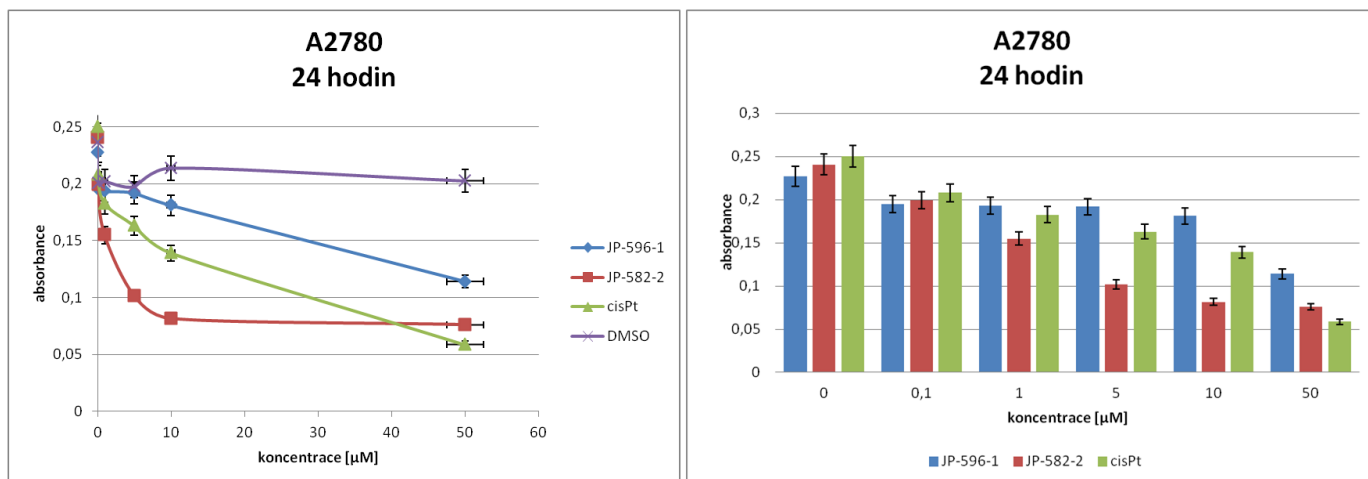 A2780
24 hodin
absorbance
0,25
0,2
0,15
0,1
0,05
0
0 10 20 30 40 50 60
koncentrace [µM]
JP-596-1
JP-582-2
cisPt
DMSO
A2780
24 hodin
absorbance
0,3
0,25
0,2
0,15
0,1
0,05
0
0 0,1 1 5 10 50
koncentrace [µM]
JP-596-1 JP-582-2 cisPt